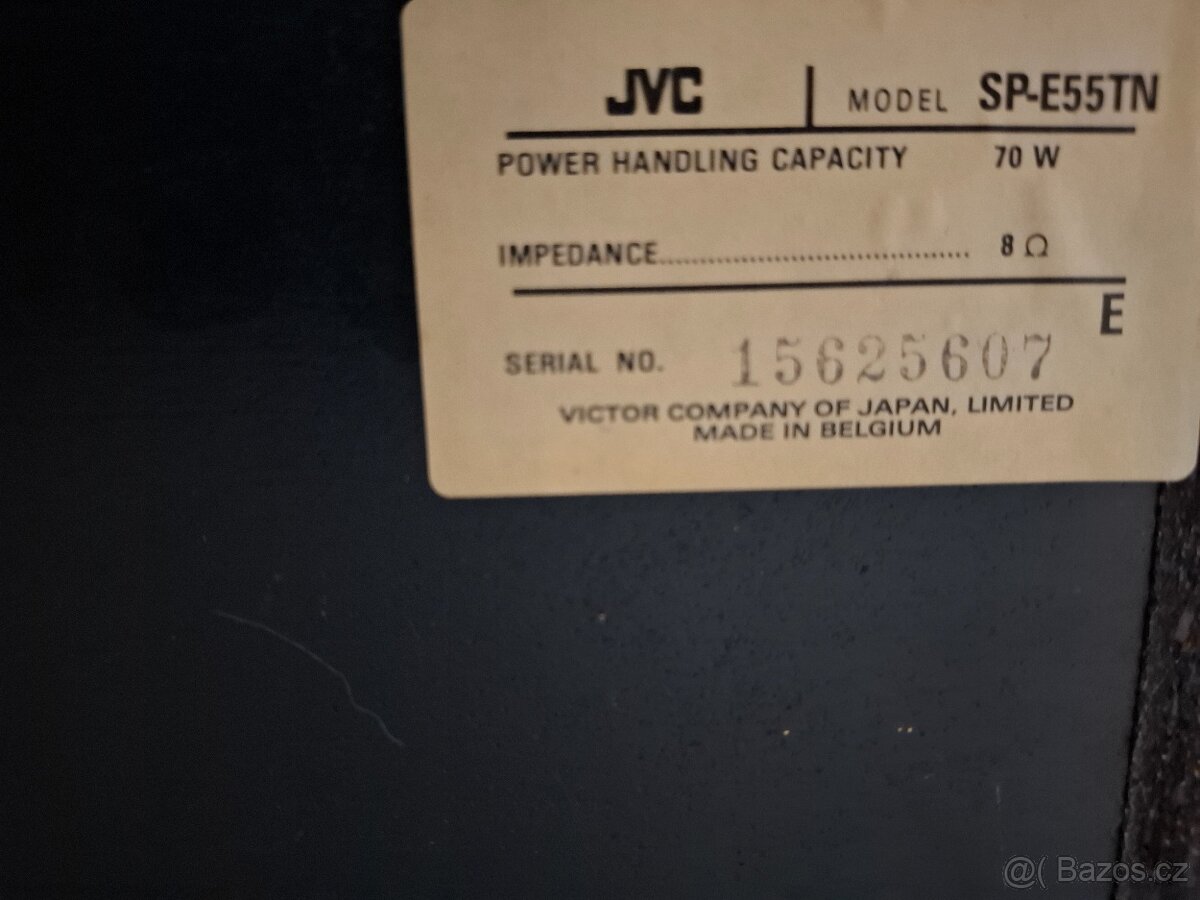 JVC MODEL SP-E55TN
POWER HANDLING CAPACITY 70 W
IMPEDANCE..................................... 8 Ω
E
SERIAL NO. 15625607
VICTOR COMPANY OF JAPAN, LIMITED
MADE IN BELGIUM
@( Bazos.cz